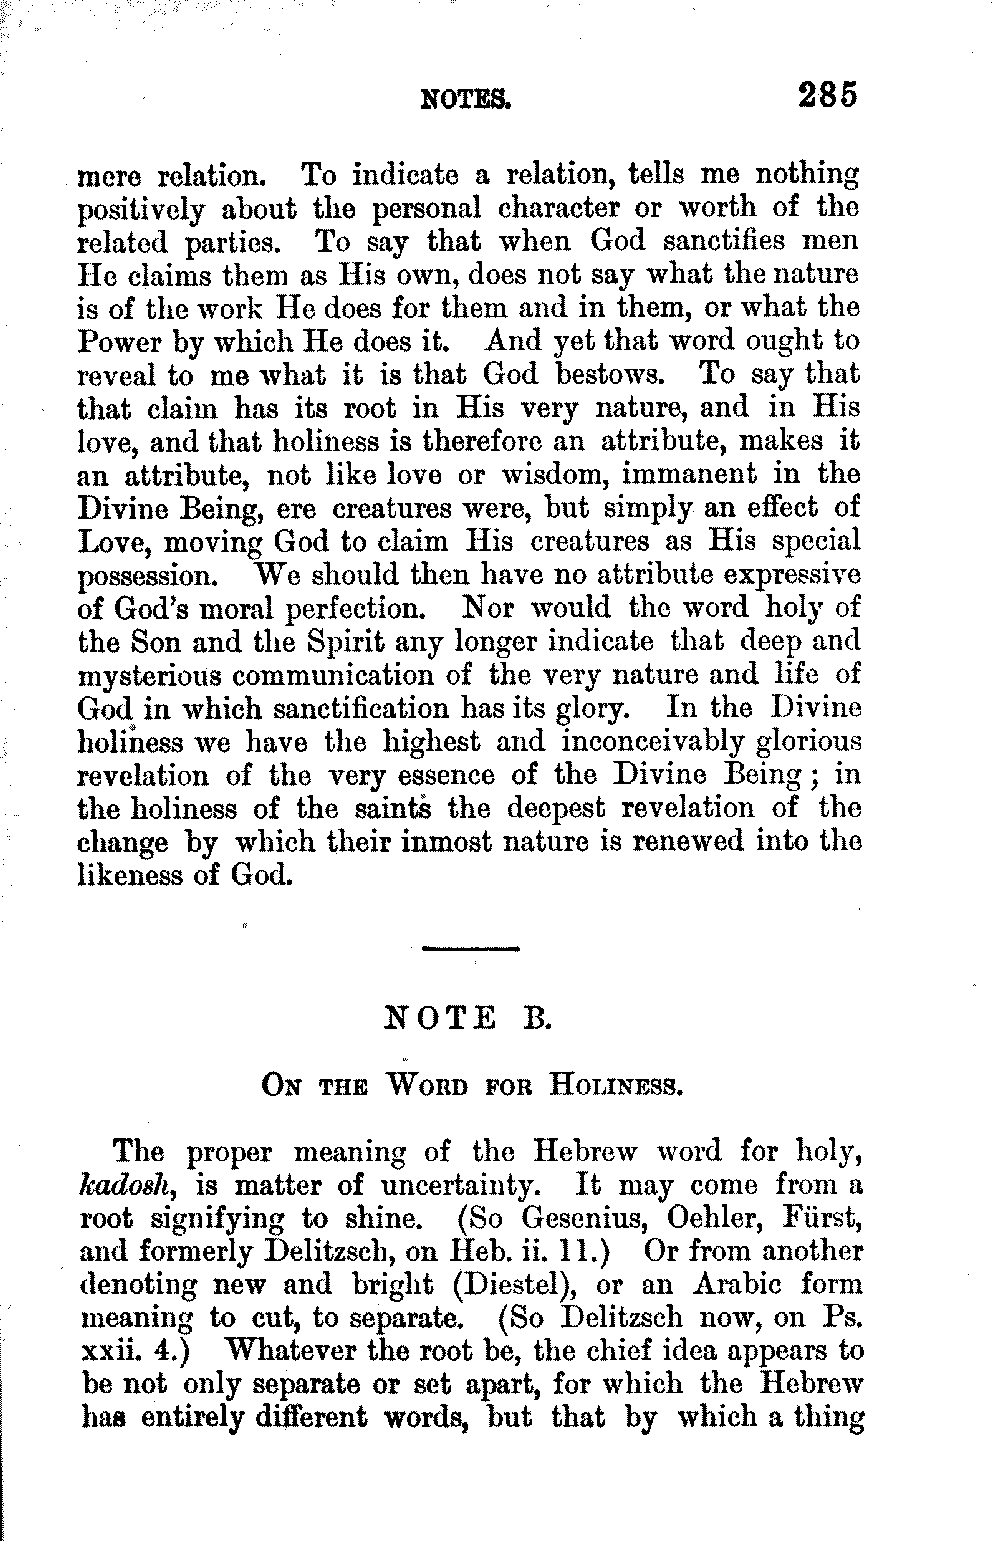 NOTES. 285
mere relation. To indicate a relation, tells me nothing
positively about the personal character or worth of the
related parties. To say that when God sanctifies men
He claims them as His own, does not say what the nature
is of the work He does for them and in them, or what the
Power by which He does it. And yet that word ought to
reveal to me what it is that God bestows. To say that
that claim has its root in His very nature, and in His
love, and that holiness is therefore an attribute, makes it
an attribute, not like love or wisdom, immanent in the
Divine Being, ere creatures were, but simply an effect of
Love, moving God to claim His creatures as His special
possession. We should then have no attribute expressive
of God's moral perfection. Nor would the word holy of
the Son and the Spirit any longer indicate that deep and
mysterious communication of the very nature and life of
God in which sanctification has its glory. In the Divine
holiness we have the highest and inconceivably glorious
revelation of the very essence of the Divine Being; in
the holiness of the saints the deepest revelation of the
change by which their inmost nature is renewed into the
likeness of God.
NOTE B.
ON THE WORD FOR HOLINESS.
The proper meaning of the Hebrew word for holy,
kadosh, is matter of uncertainty. It may come from a
root signifying to shine. (So Gesenius, Oehler, Fürst,
and formerly Delitzsch, on Heb. ii. 11.) Or from another
denoting new and bright (Diestel), or an Arabic form
meaning to cut, to separate. (So Delitzsch now, on Ps.
xxii. 4.) Whatever the root be, the chief idea appears to
be not only separate or set apart, for which the Hebrew
has entirely different words, but that by which a thing